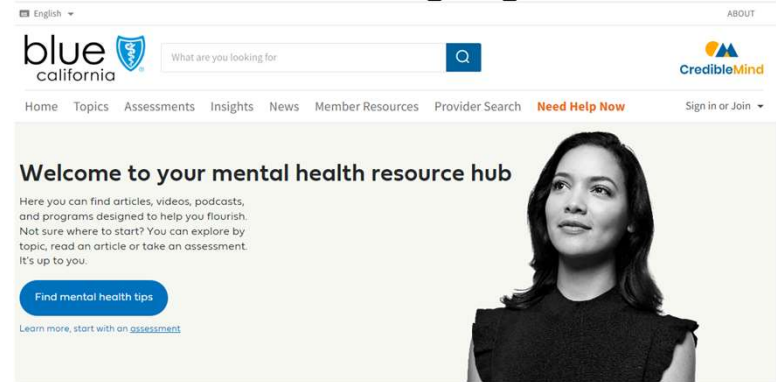 English
ABOUT
blue
california
What are you looking for
CredibleMind
Home Topics Assessments Insights News Member Resources Provider Search Need Help Now Sign in or Join
Welcome to your mental health resource hub
Here you can find articles, videos, podcasts,
and programs designed to help you flourish.
Not sure where to start? You can explore by
topic, read an article or take an assessment.
It's up to you.
Find mental health tips
Learn more, start with an assessment